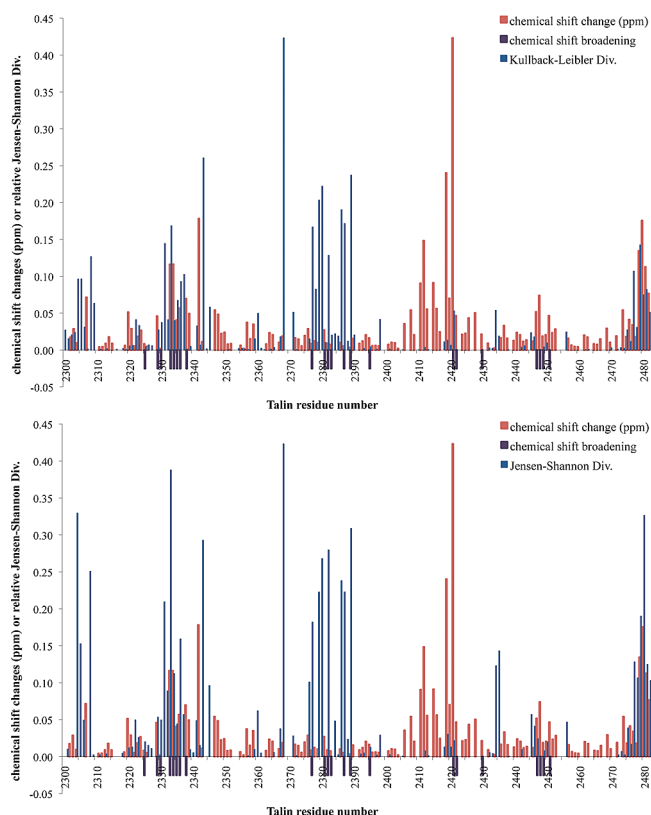 0.45
chemical shift change (ppm)
0.40
chemical shift broadening
Kullback-Leibler Div.
0.35
0.30
0.25
0.20
0.15
0.10
0.05
0.00
-0.05
chemical shift changes (ppm) or relative Jensen-Shannon Div.
2300 2310 2320 2330 2340 2350 2360 2370 2380 2390 2400 2410 2420 2430 2440 2450 2460 2470 2480
Talin residue number
0.45
chemical shift change (ppm)
0.40
chemical shift broadening
Jensen-Shannon Div.
0.35
0.30
0.25
0.20
0.15
0.10
0.05
0.00
-0.05
chemical shift changes (ppm) or relative Jensen-Shannon Div.
2300 2310 2320 2330 2340 2350 2360 2370 2380 2390 2400 2410 2420 2430 2440 2450 2460 2470 2480
Talin residue number